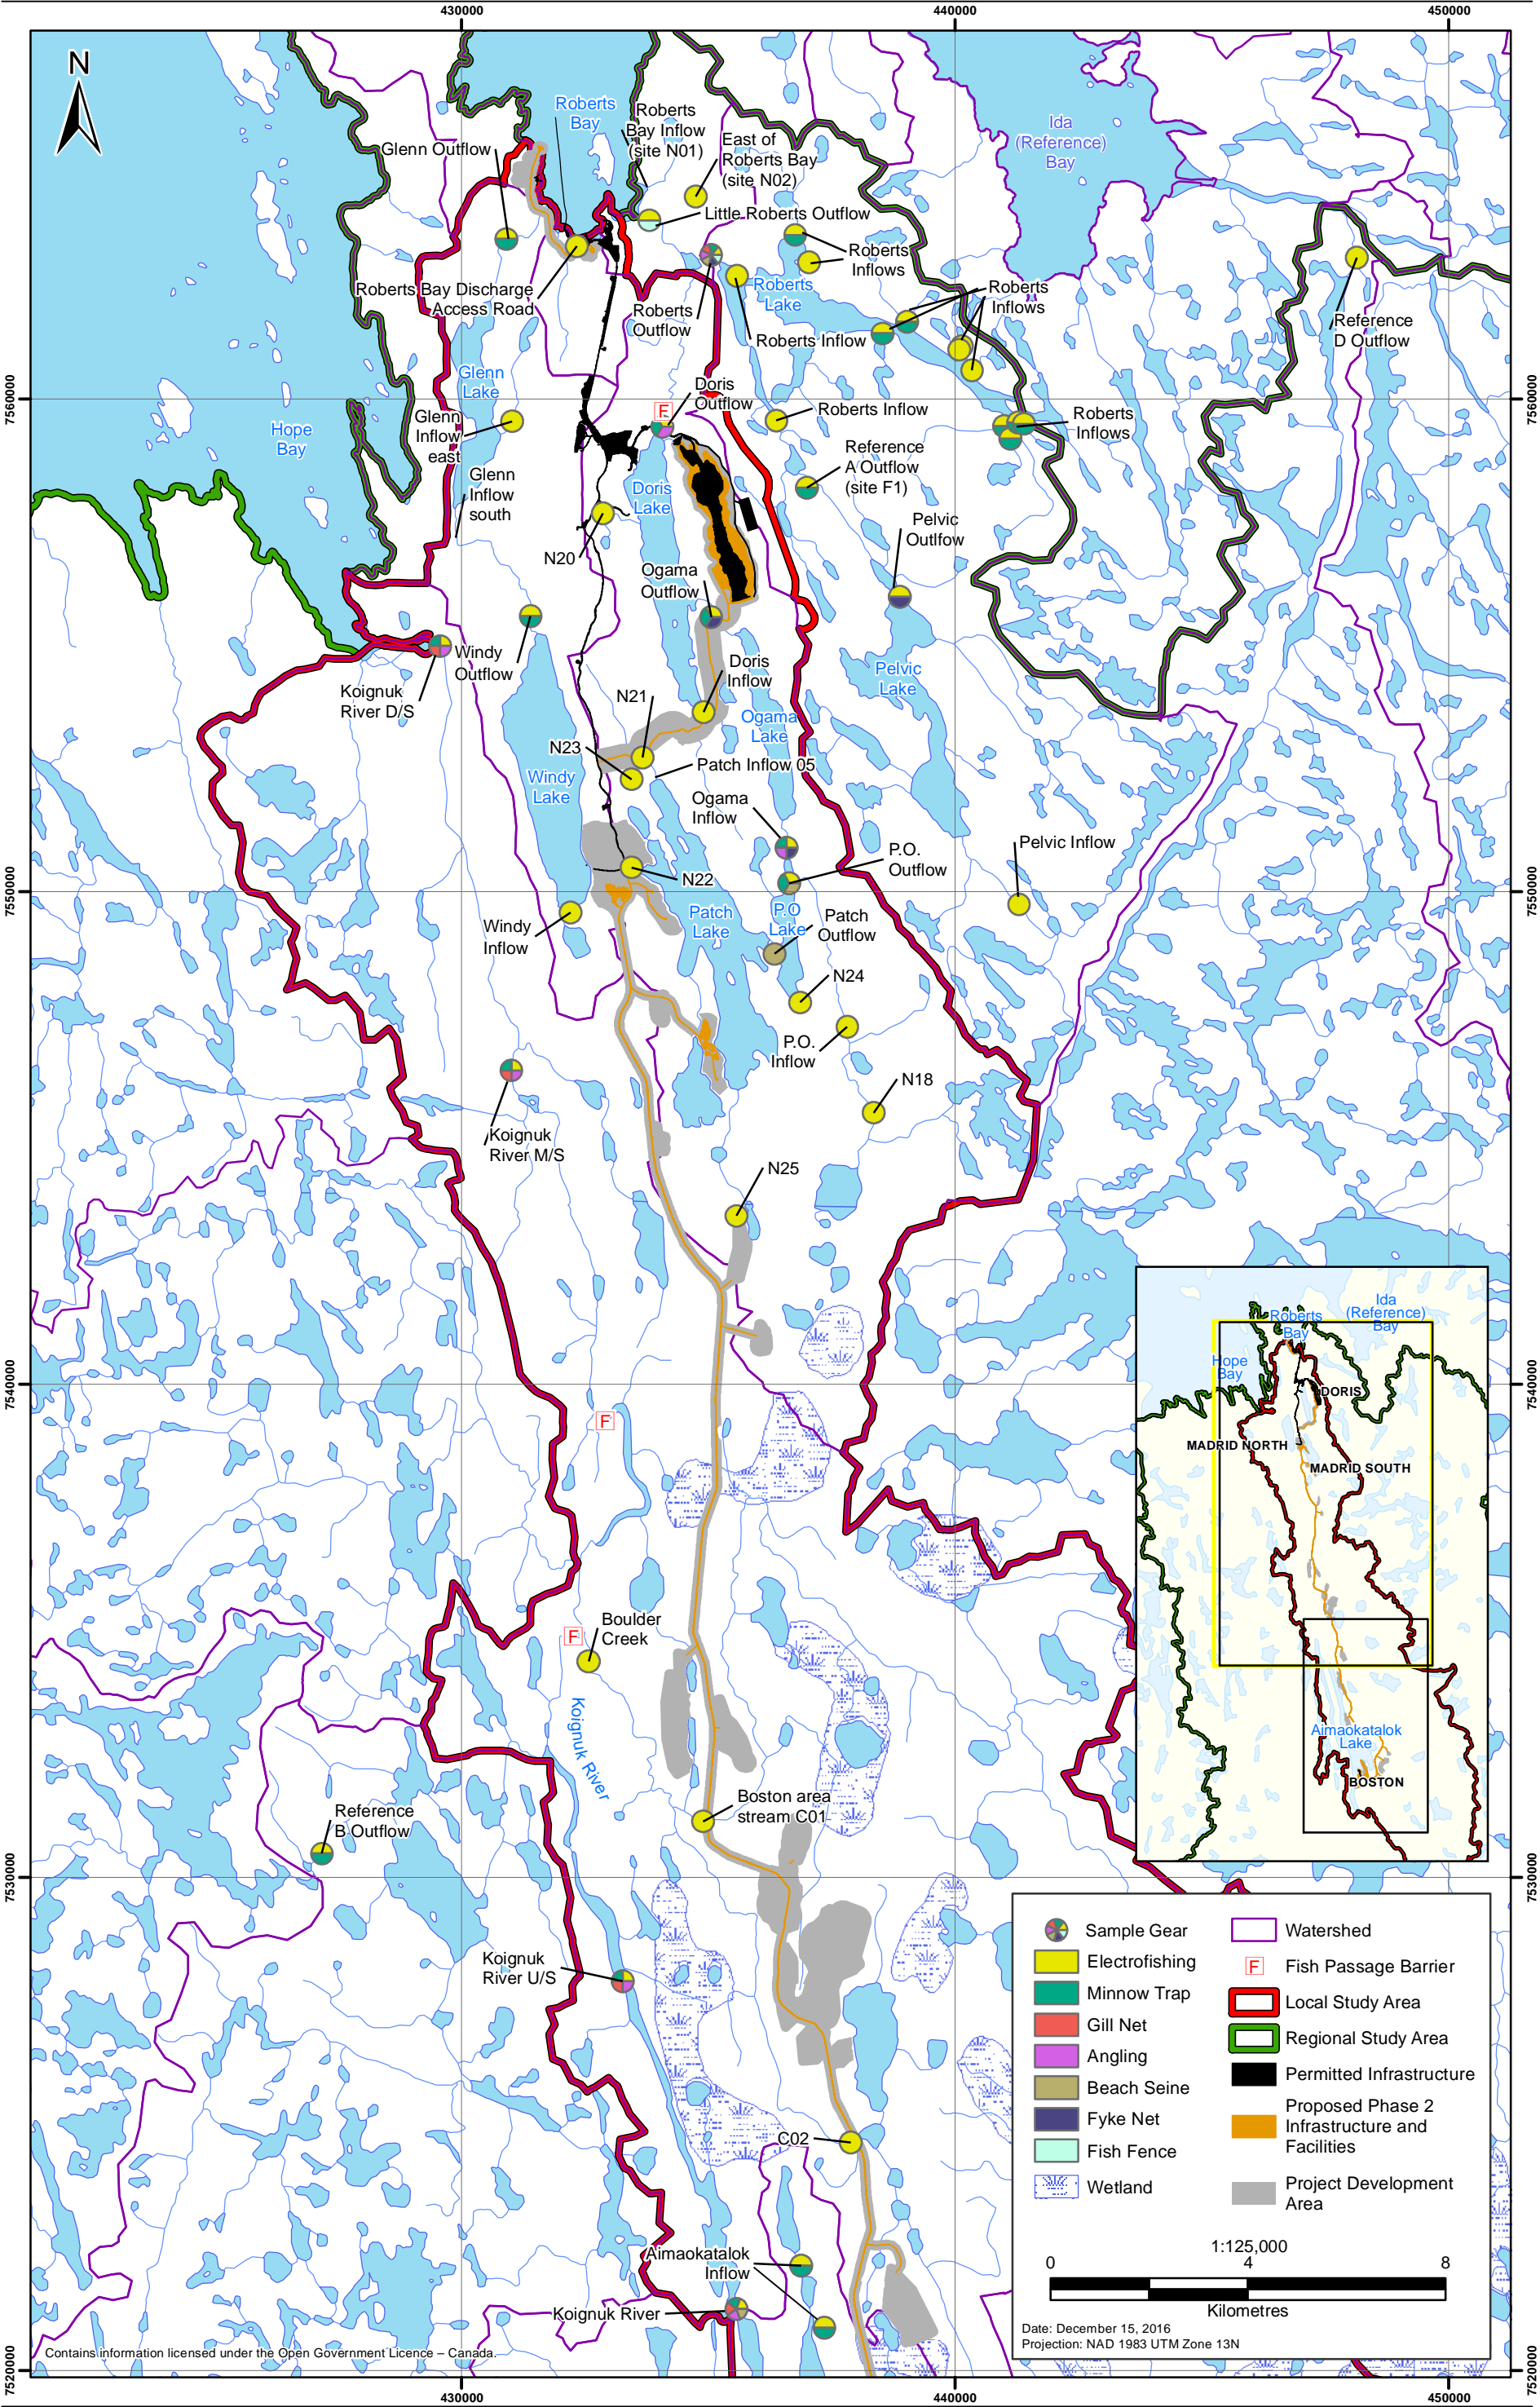 430000
440000
450000
N
Roberts
Bay
Roberts
Bay Inflow
(site N01)
East of
Roberts Bay
(site N02)
Ida
(Reference)
Bay
Glenn Outflow
Little Roberts Outflow
Roberts
Inflows
Roberts Bay Discharge
Access Road
Roberts
Lake
Roberts
Outflow
Roberts
Inflows
Reference
D Outflow
Roberts Inflow
Glenn
Lake
7560000
7560000
Doris
Outflow
F
Roberts Inflow
Roberts
Inflows
Hope
Bay
Glenn
Inflow
east
Glenn
Inflow
south
Reference
A Outflow
(site F1)
Doris
Lake
Pelvic
Outlfow
N20
Ogama
Outflow
Windy
Outflow
Koignuk
River D/S
Doris
Inflow
Pelvic
Lake
N21
Ogama
Lake
N23
Patch Inflow 05
Windy
Lake
Ogama
Inflow
P.O.
Outflow
Pelvic Inflow
N22
7550000
7550000
Windy
Inflow
Patch
Lake
P.O
Lake
Patch
Outflow
N24
P.O.
Inflow
N18
Koignuk
River M/S
N25
7540000
7540000
F
F
Boulder
Creek
Koignuk River
Boston area
stream C01
Reference
B Outflow
7530000
7530000
Koignuk
River U/S
C02
Aimaokatalok
Inflow
Koignuk River
Roberts
Bay
Ida
(Reference)
Bay
Hope
Bay
DORIS
MADRID NORTH
MADRID SOUTH
Aimaokatalok
Lake
BOSTON
Sample Gear
Electrofishing
Minnow Trap
Gill Net
Angling
Beach Seine
Fyke Net
Fish Fence
Wetland
Watershed
F
Fish Passage Barrier
Local Study Area
Regional Study Area
Permitted Infrastructure
Proposed Phase 2
Infrastructure and
Facilities
Project Development
Area
1:125,000
0 4 8
Kilometres
Date: December 15, 2016
Projection: NAD 1983 UTM Zone 13N
Contains information licensed under the Open Government Licence – Canada.
7520000
7520000
430000
440000
450000